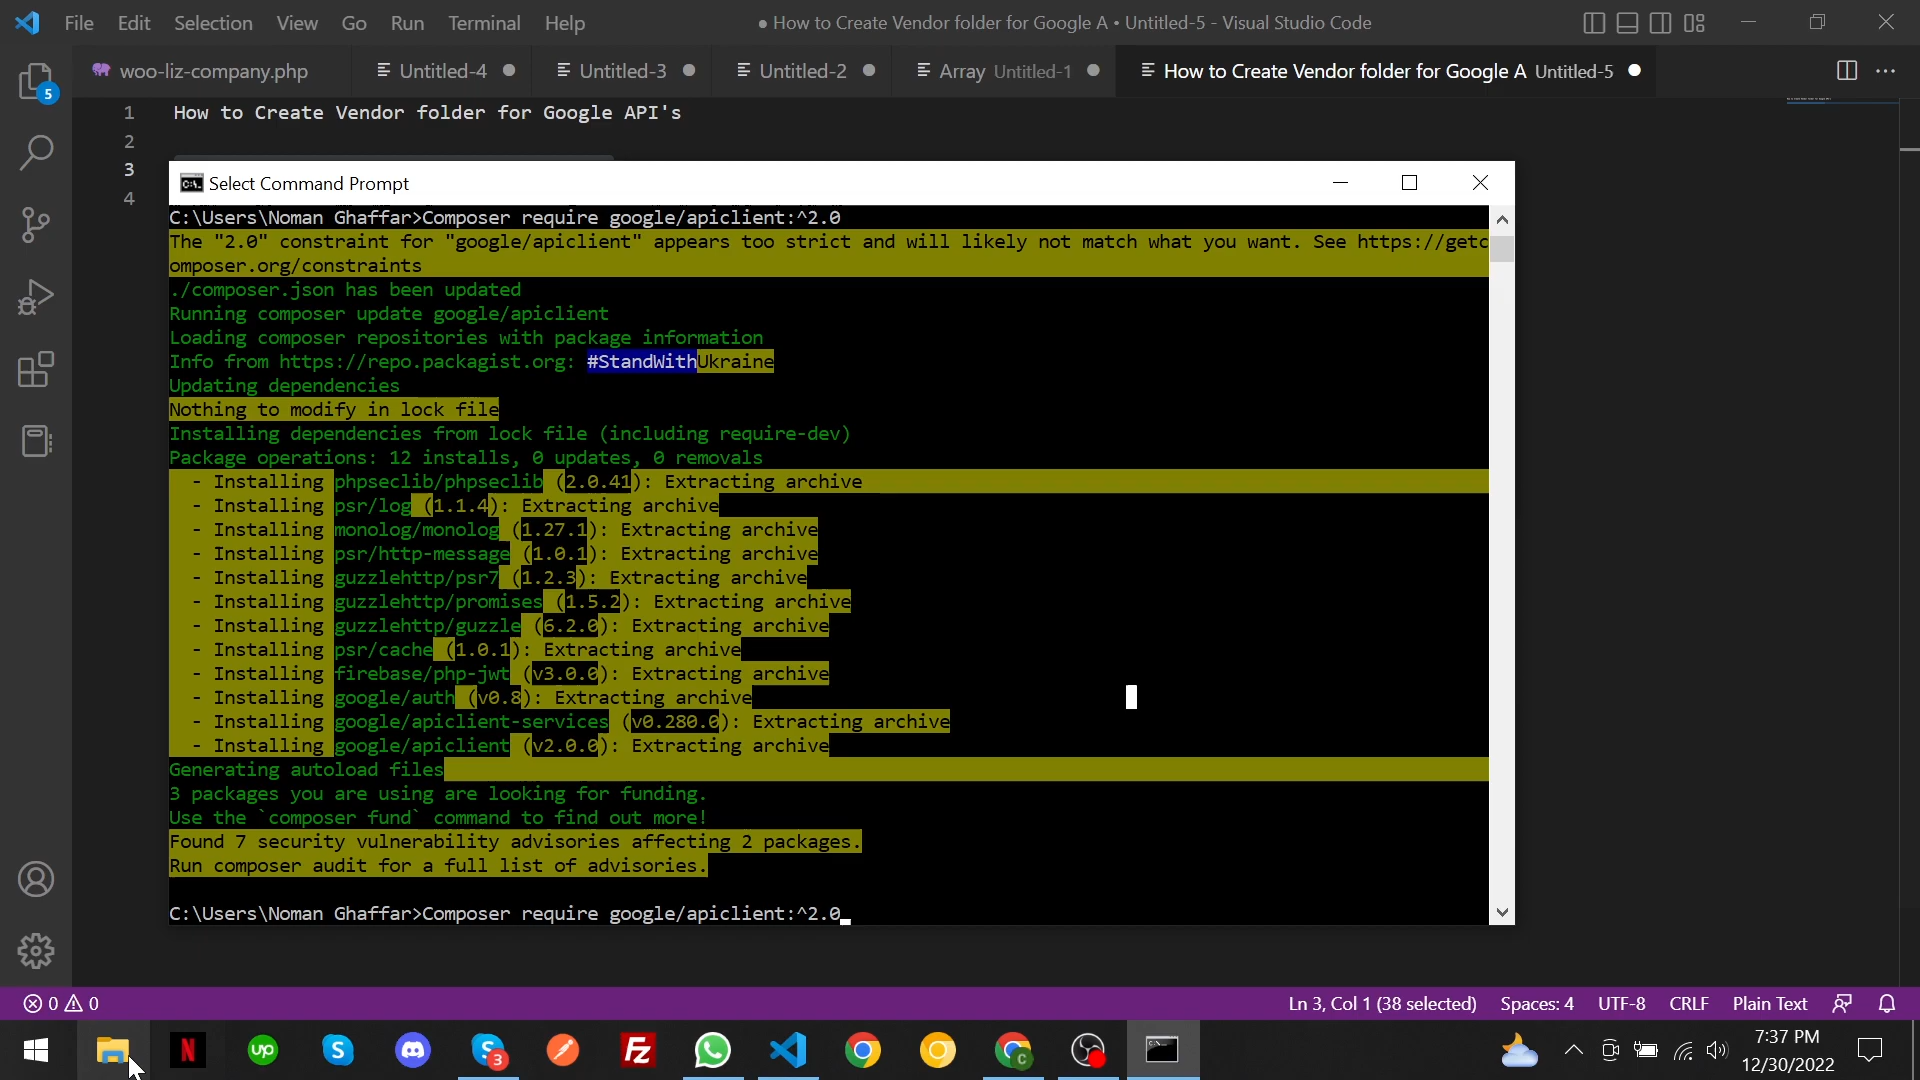 File Edit Selection View Go Run Terminal Help
● How to Create Vendor folder for Google A • Untitled-5 - Visual Studio Code
woo-liz-company.php Untitled-4 Untitled-3 Untitled-2 Array Untitled-1 How to Create Vendor folder for Google A Untitled-5
5
1 How to Create Vendor folder for Google API's
2
3
4
C:\. Select Command Prompt
C:\Users\Noman Ghaffar>Composer require google/apiclient:^2.0
The "2.0" constraint for "google/apiclient" appears too strict and will likely not match what you want. See https://getc
omposer.org/constraints
./composer.json has been updated
Running composer update google/apiclient
Loading composer repositories with package information
Info from https://repo.packagist.org: #StandWithUkraine
Updating dependencies
Nothing to modify in lock file
Installing dependencies from lock file (including require-dev)
Package operations: 12 installs, 0 updates, 0 removals
- Installing phpseclib/phpseclib (2.0.41): Extracting archive
- Installing psr/log (1.1.4): Extracting archive
- Installing monolog/monolog (1.27.1): Extracting archive
- Installing psr/http-message (1.0.1): Extracting archive
- Installing guzzlehttp/psr7 (1.2.3): Extracting archive
- Installing guzzlehttp/promises (1.5.2): Extracting archive
- Installing guzzlehttp/guzzle (6.2.0): Extracting archive
- Installing psr/cache (1.0.1): Extracting archive
- Installing firebase/php-jwt (v3.0.0): Extracting archive
- Installing google/auth (v0.8): Extracting archive
- Installing google/apiclient-services (v0.280.0): Extracting archive
- Installing google/apiclient (v2.0.0): Extracting archive
Generating autoload files
3 packages you are using are looking for funding.
Use the `composer fund` command to find out more!
Found 7 security vulnerability advisories affecting 2 packages.
Run composer audit for a full list of advisories.
C:\Users\Noman Ghaffar>Composer require google/apiclient:^2.0
0 0
Ln 3, Col 1 (38 selected) Spaces: 4 UTF-8 CRLF Plain Text
N up S S 3 FZ C
7:37 PM
12/30/2022